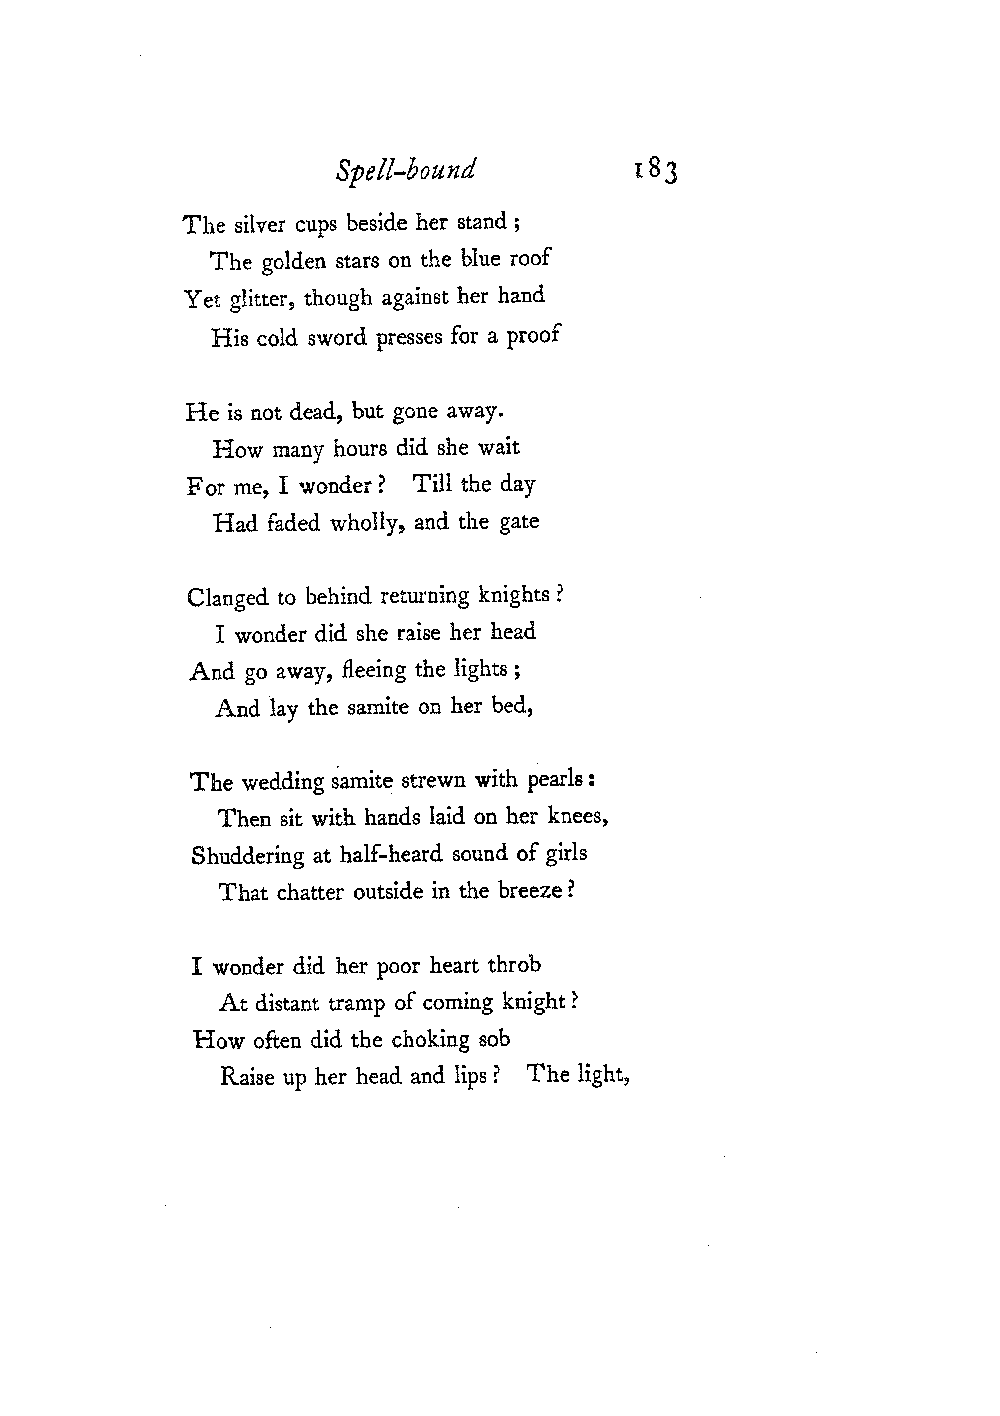 Spell-bound 183
The silver cups beside her stand ;
The golden stars on the blue roof
Yet glitter, though against her hand
His cold sword presses for a proof
He is not dead, but gone away.
How many hours did she wait
For me, I wonder ? Till the day
Had faded wholly, and the gate
Clanged to behind returning knights ?
I wonder did she raise her head
And go away, fleeing the lights ;
And lay the samite on her bed,
The wedding samite strewn with pearls :
Then sit with hands laid on her knees,
Shuddering at half-heard sound of girls
That chatter outside in the breeze ?
I wonder did her poor heart throb
At distant tramp of coming knight ?
How often did the choking sob
Raise up her head and lips ? The light,